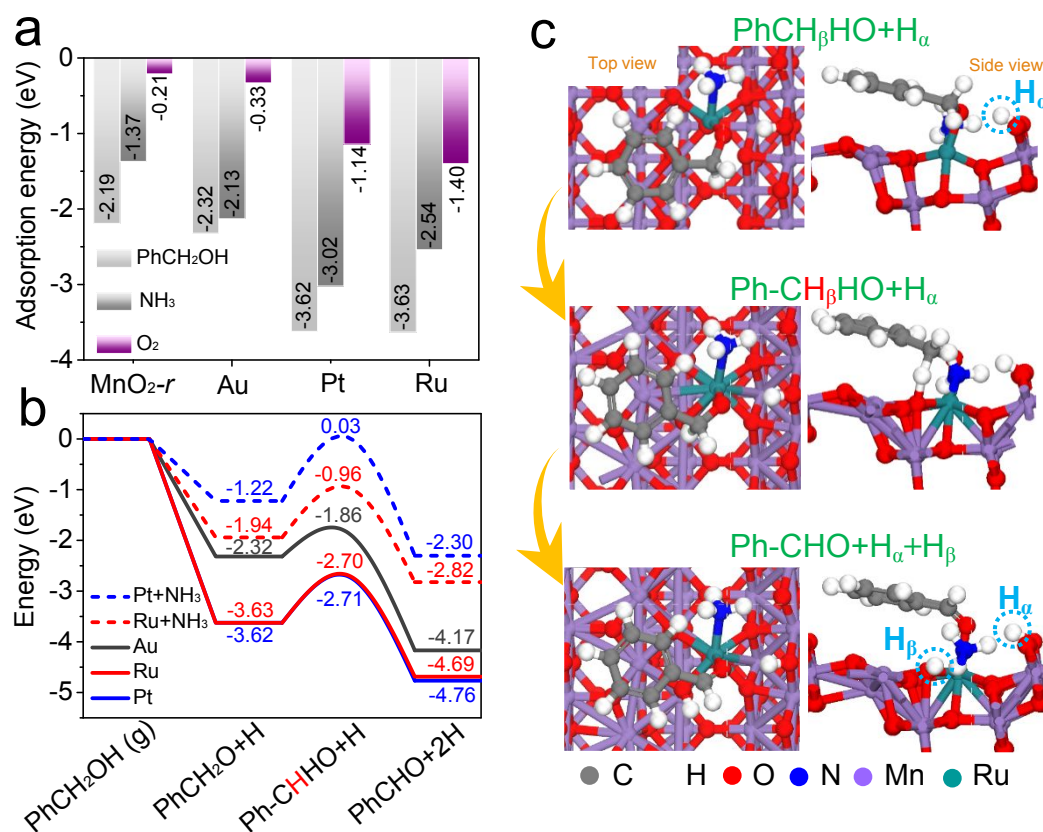 a
Adsorption energy (eV)
0
-1
-2
-3
-4
-2.19
-1.37
-0.21
-2.32
-2.13
-0.33
-3.62
-3.02
-1.14
-3.63
-2.54
-1.40
PhCH₂OH
NH₃
O₂
MnO₂-r
Au
Pt
Ru
b
Energy (eV)
0
-1
-2
-3
-4
-5
0.03
-0.96
-1.22
-1.86
-1.94
-2.32
-2.30
-2.82
-2.70
-2.71
-3.63
-3.62
-4.17
-4.69
-4.76
Pt+NH₃
Ru+NH₃
Au
Ru
Pt
PhCH₂OH (g)
PhCH₂O+H
Ph-CHHO+H
PhCHO+2H
c
PhCHᵦHO+Hα
Top view
Side view
Hα
Ph-CHᵦHO+Hα
Ph-CHO+Hα+Hᵦ
Hα
Hᵦ
C H O N Mn Ru